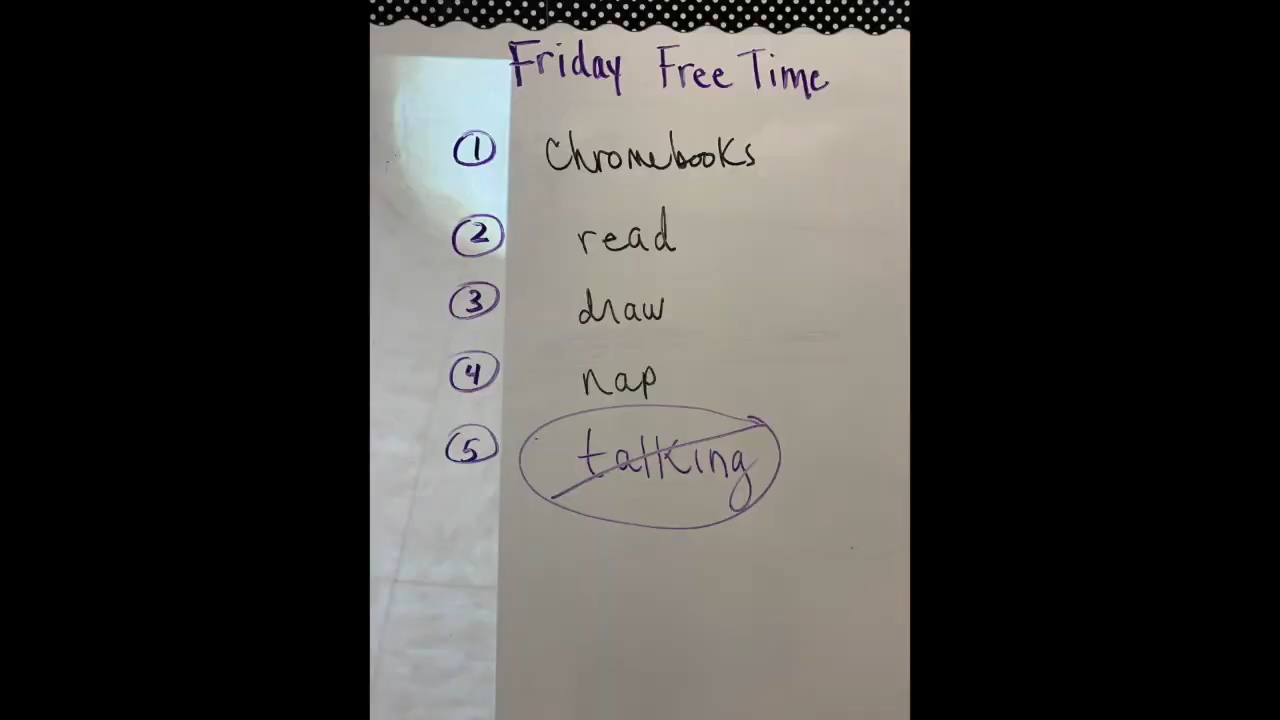 Friday Free Time
1 Chromebooks
2 read
3 draw
4 nap
5 talking